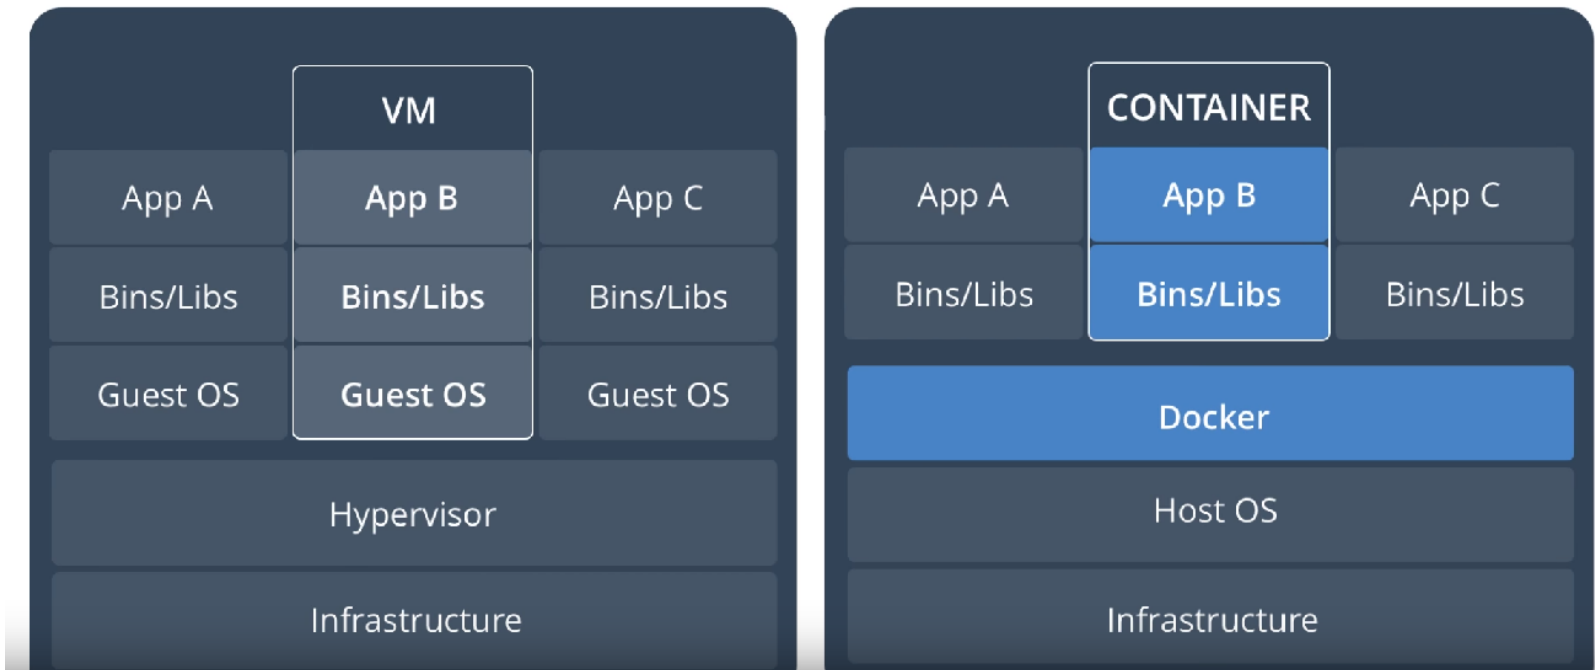 VM
App A
App B
App C
Bins/Libs
Bins/Libs
Bins/Libs
Guest OS
Guest OS
Guest OS
Hypervisor
Infrastructure
CONTAINER
App A
App B
App C
Bins/Libs
Bins/Libs
Bins/Libs
Docker
Host OS
Infrastructure